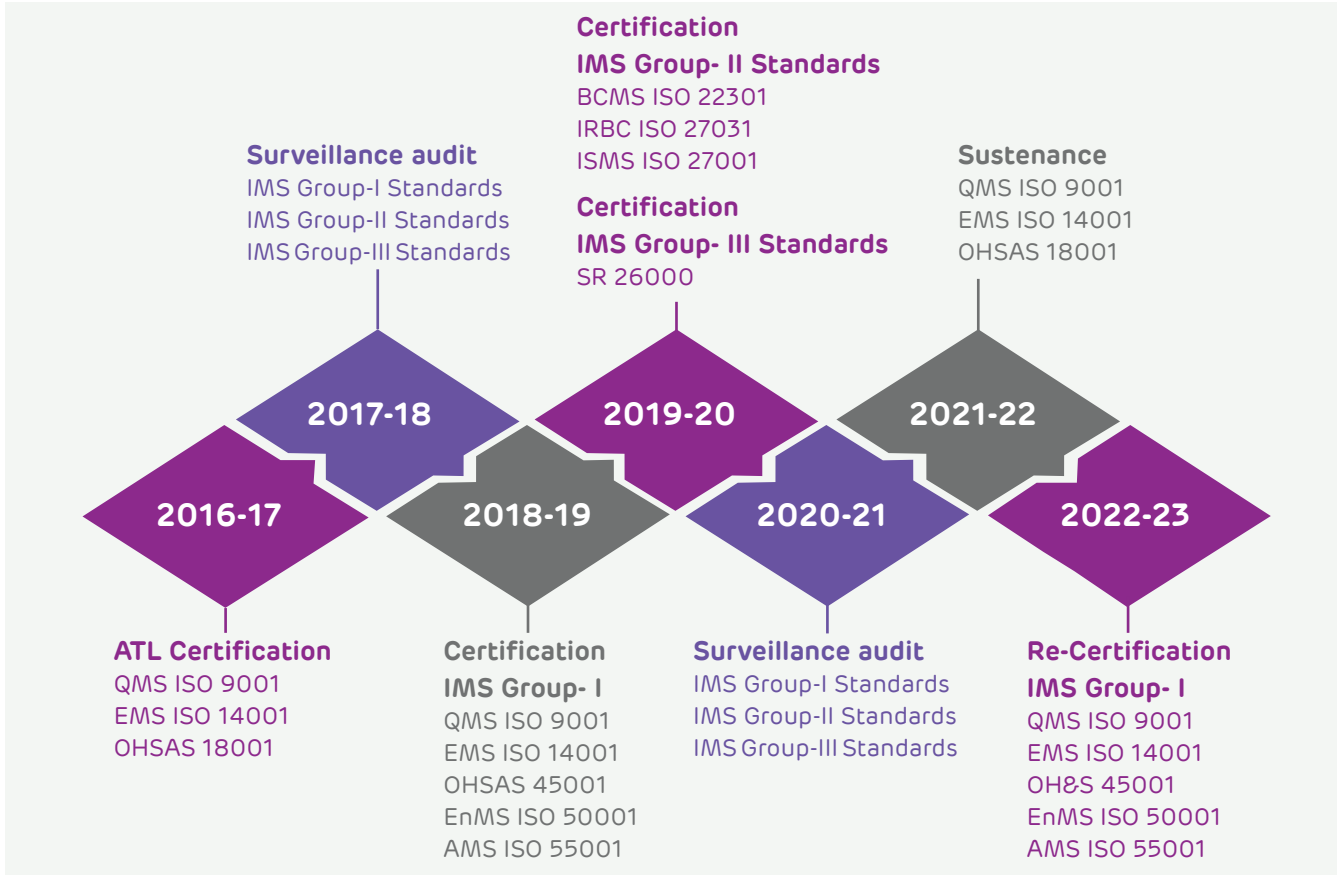 Certification
IMS Group- II Standards
BCMS ISO 22301
IRBC ISO 27031
ISMS ISO 27001
Certification
IMS Group- III Standards
SR 26000
Surveillance audit
IMS Group-I Standards
IMS Group-II Standards
IMS Group-III Standards
Sustenance
QMS ISO 9001
EMS ISO 14001
OHSAS 18001
2017-18
2019-20
2021-22
2016-17
2018-19
2020-21
2022-23
ATL Certification
QMS ISO 9001
EMS ISO 14001
OHSAS 18001
Certification
IMS Group- I
QMS ISO 9001
EMS ISO 14001
OHSAS 45001
EnMS ISO 50001
AMS ISO 55001
Surveillance audit
IMS Group-I Standards
IMS Group-II Standards
IMS Group-III Standards
Re-Certification
IMS Group- I
QMS ISO 9001
EMS ISO 14001
OH&S 45001
EnMS ISO 50001
AMS ISO 55001